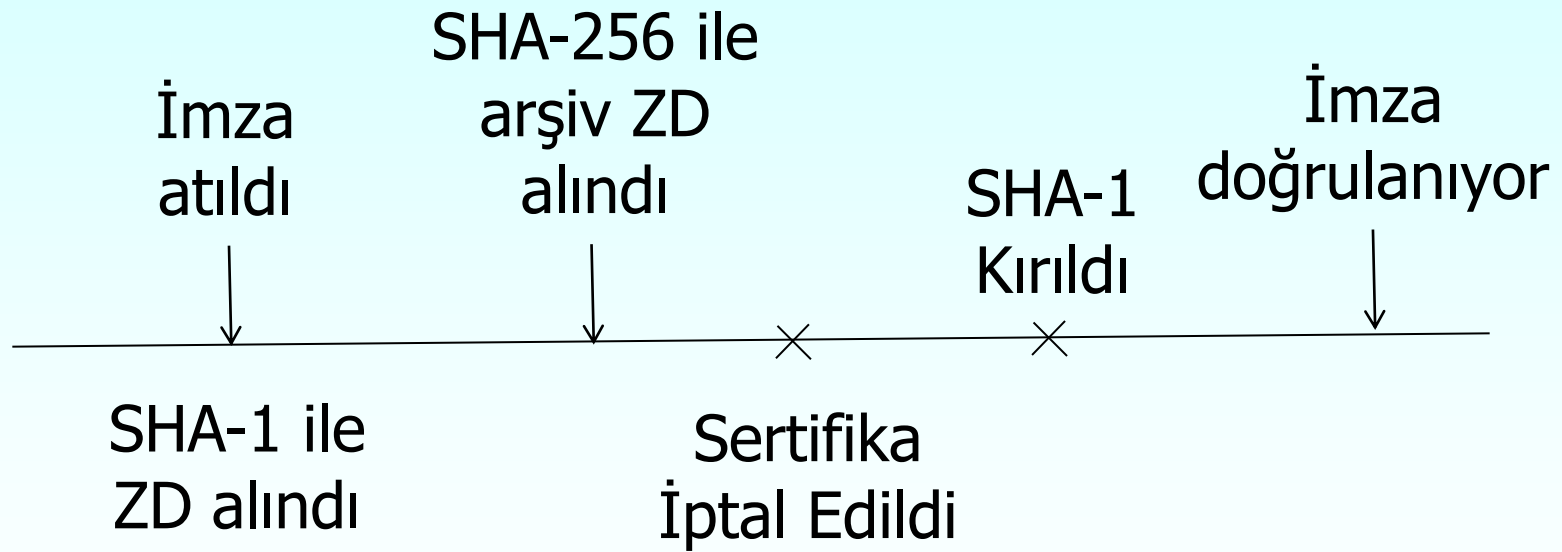 İmza
atıldı
SHA-256 ile
arşiv ZD
alındı
SHA-1
Kırıldı
İmza
doğrulanıyor
SHA-1 ile
ZD alındı
Sertifika
İptal Edildi